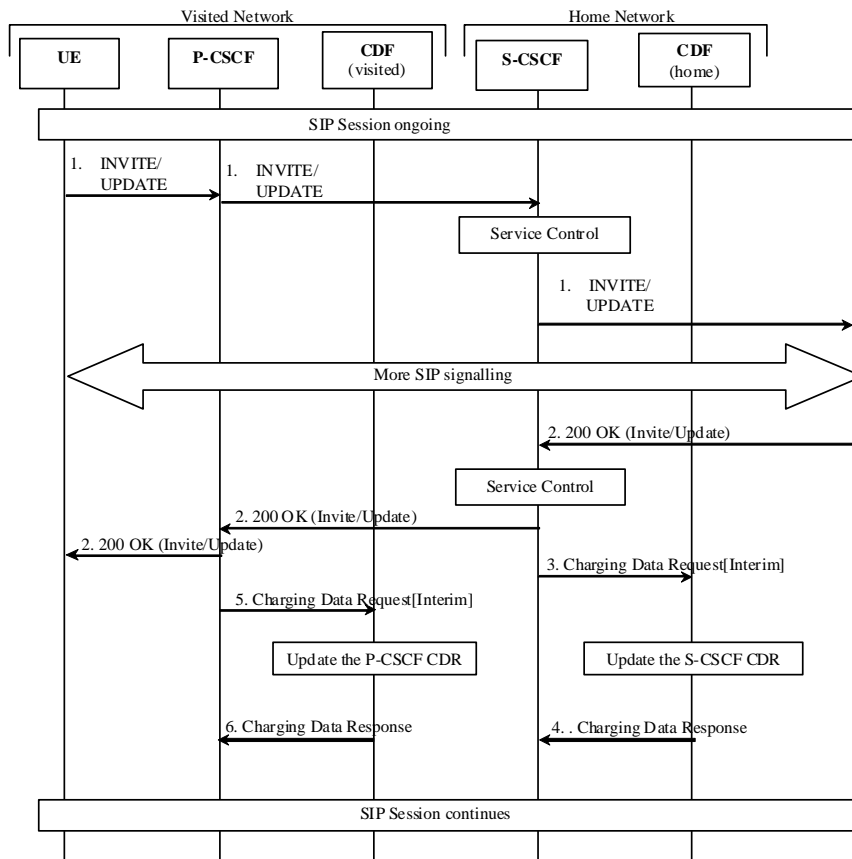 Visited Network
Home Network
UE
P-CSCF
CDF
(visited)
S-CSCF
CDF
(home)
SIP Session ongoing
1. INVITE/
UPDATE
1. INVITE/
UPDATE
Service Control
1. INVITE/
UPDATE
More SIP signalling
2. 200 OK (Invite/Update)
Service Control
2. 200 OK (Invite/Update)
2. 200 OK (Invite/Update)
3. Charging Data Request[Interim]
5. Charging Data Request[Interim]
Update the P-CSCF CDR
Update the S-CSCF CDR
6. Charging Data Response
4. . Charging Data Response
SIP Session continues